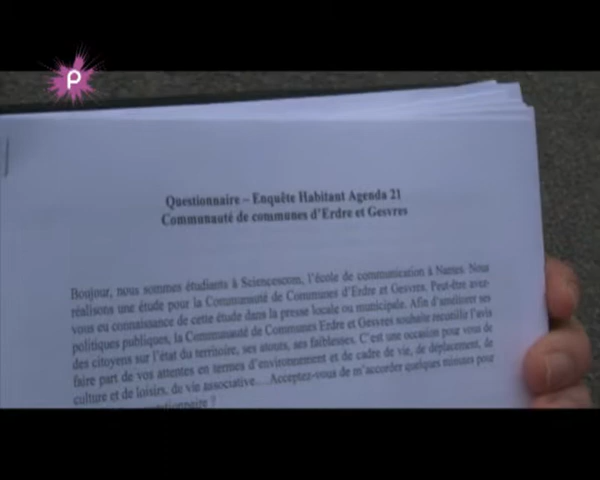 P
Questionnaire – Enquête Habitant Agenda 21
Communauté de communes d'Erdre et Gesvres
Boujour, nous sommes étudiants à Sciencescom, l'école de communication à Nantes. Nous
réalisons une étude pour la Communauté de Communes d'Erdre et Gesvres. Peut-être avez-
vous eu connaissance de cette étude dans la presse locale ou municipale. Afin d'améliorer ses
politiques publiques, la Communauté de Communes Erdre et Gesvres souhaite recueillir l'avis
des citoyens sur l'état du territoire, ses atouts, ses faiblesses. C'est une occasion pour vous de
faire part de vos attentes en termes d'environnement et de cadre de vie, de déplacement, de
culture et de loisirs, de vie associative… Acceptez-vous de m'accorder quelques minutes pour
questionnaire ?